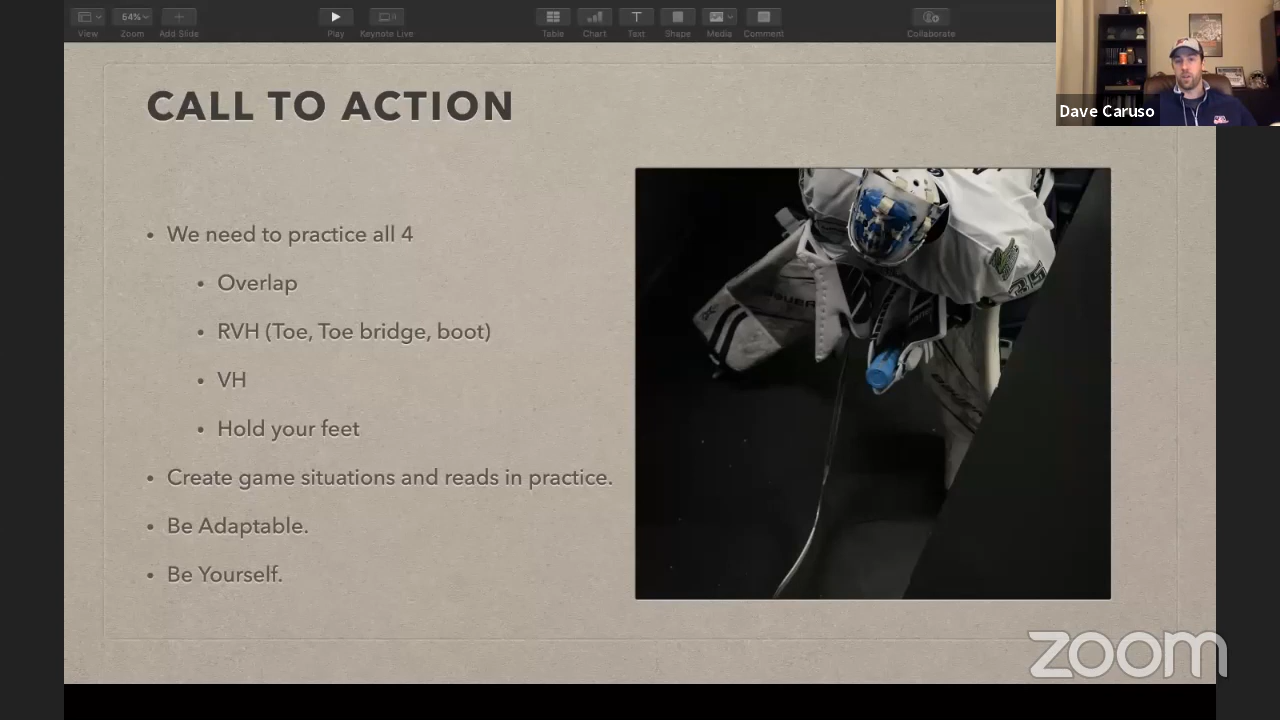 View
64%
Zoom
Add Slide
Play
Keynote Live
Table
Chart
Text
Shape
Media
Comment
Collaborate
Dave Caruso
CALL TO ACTION
• We need to practice all 4
• Overlap
• RVH (Toe, Toe bridge, boot)
• VH
• Hold your feet
• Create game situations and reads in practice.
• Be Adaptable.
• Be Yourself.
35
zoom